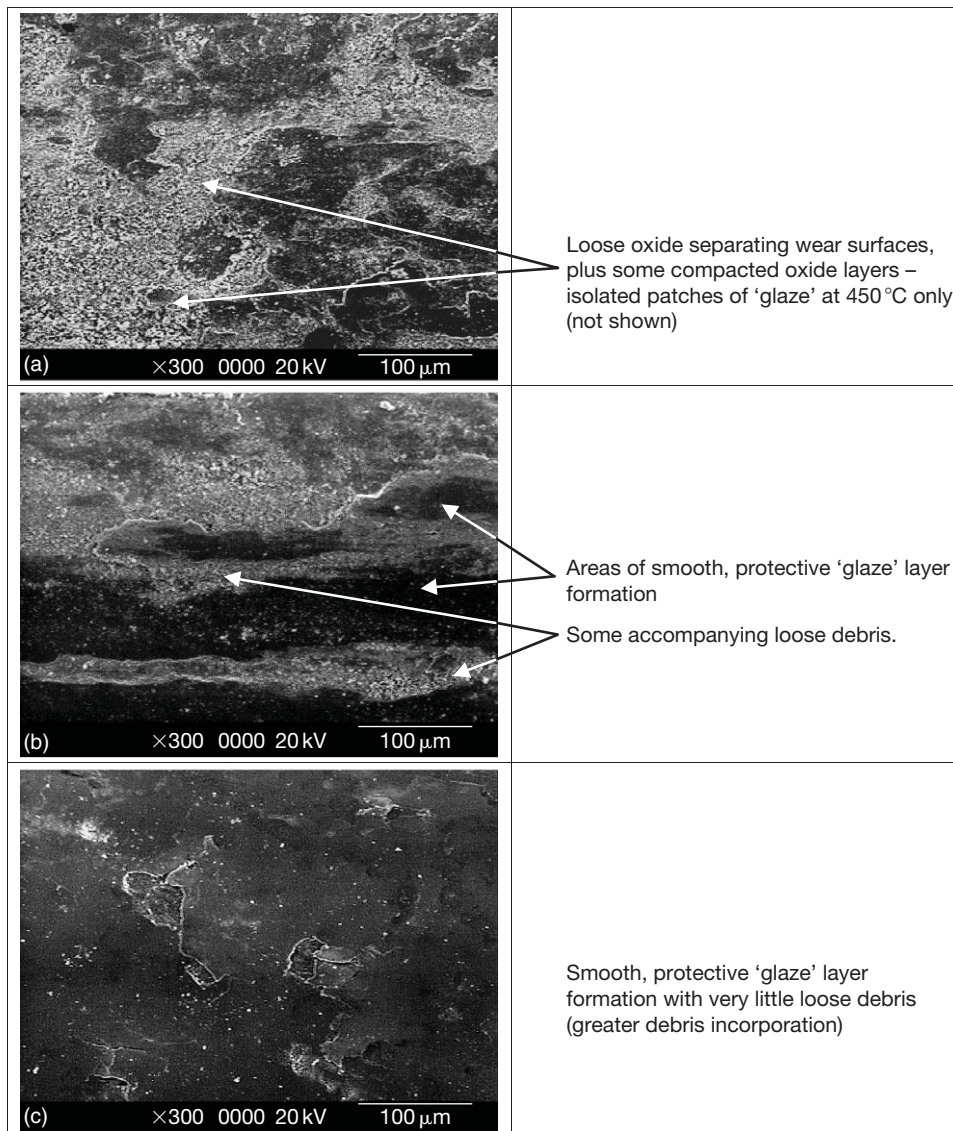 Loose oxide separating wear surfaces,
plus some compacted oxide layers –
isolated patches of ‘glaze’ at 450 °C only
(not shown)
(a) ×300 0000 20 kV 100 μm
Areas of smooth, protective ‘glaze’ layer
formation
Some accompanying loose debris.
(b) ×300 0000 20 kV 100 μm
Smooth, protective ‘glaze’ layer
formation with very little loose debris
(greater debris incorporation)
(c) ×300 0000 20 kV 100 μm